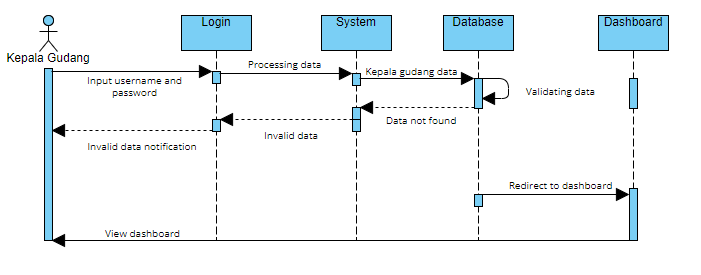 Login
System
Database
Dashboard
Kepala Gudang
Processing data
Kepala gudang data
Input username and
password
Validating data
Data not found
Invalid data
Invalid data notification
Redirect to dashboard
View dashboard